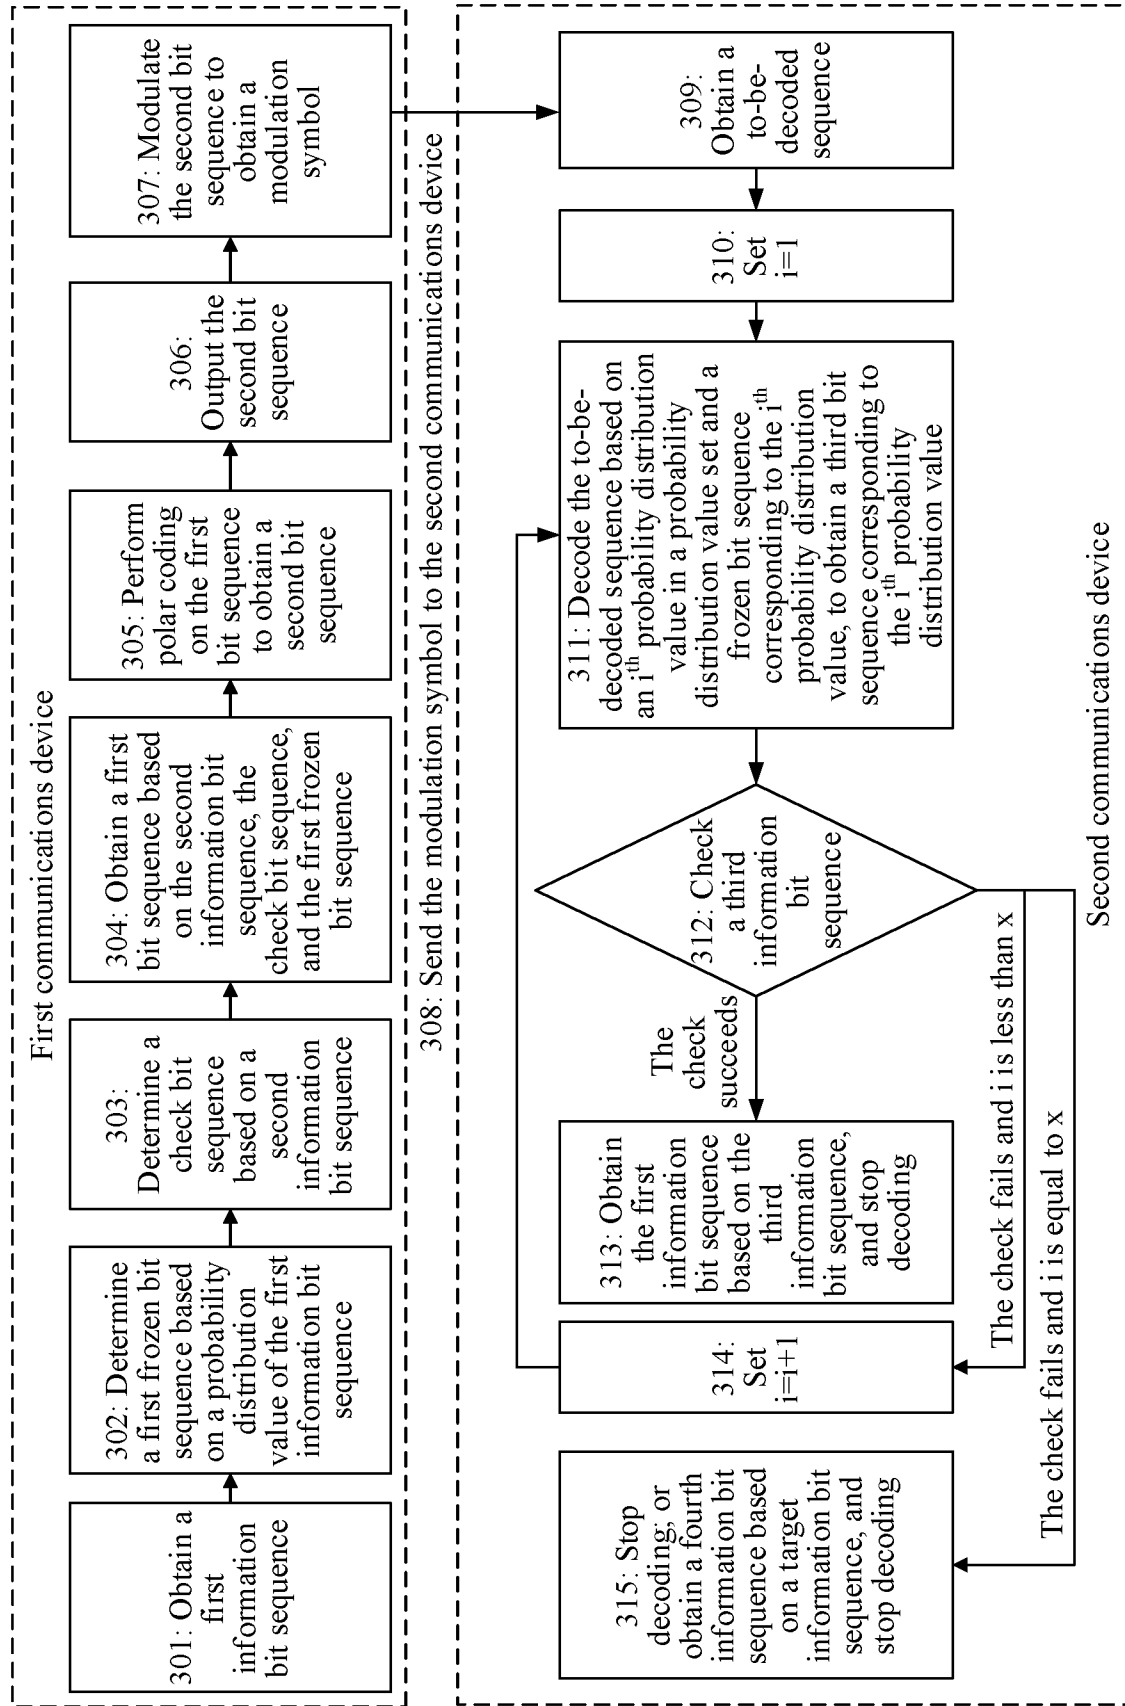 First communications device
301: Obtain a
first
information
bit sequence
302: Determine
a first frozen bit
sequence based
on a probability
distribution
value of the first
information bit
sequence
303:
Determine a
check bit
sequence
based on a
second
information
bit sequence
304: Obtain a first
bit sequence based
on the second
information bit
sequence, the
check bit sequence,
and the first frozen
bit sequence
305: Perform
polar coding
on the first
bit sequence
to obtain a
second bit
sequence
306:
Output the
second bit
sequence
307: Modulate
the second bit
sequence to
obtain a
modulation
symbol
308: Send the modulation symbol to the second communications device
309:
Obtain a
to-be-
decoded
sequence
310:
Set
i=1
311: Decode the to-be-
decoded sequence based on
an ith probability distribution
value in a probability
distribution value set and a
frozen bit sequence
corresponding to the ith
probability distribution
value, to obtain a third bit
sequence corresponding to
the ith probability
distribution value
312: Check
a third
information
bit
sequence
The
check
succeeds
313: Obtain
the first
information
bit sequence
based on the
third
information
bit sequence,
and stop
decoding
314:
Set
i=i+1
315: Stop
decoding; or
obtain a fourth
information bit
sequence based
on a target
information bit
sequence, and
stop decoding
The check fails and i is less than x
The check fails and i is equal to x
Second communications device